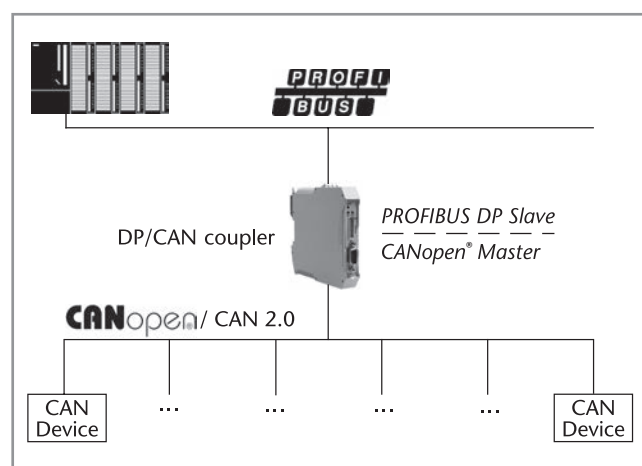 PROFI
BUS
DP/CAN coupler
PROFIBUS DP Slave
CANopen® Master
CANopen® / CAN 2.0
... ... ... ...
CAN
Device
CAN
Device